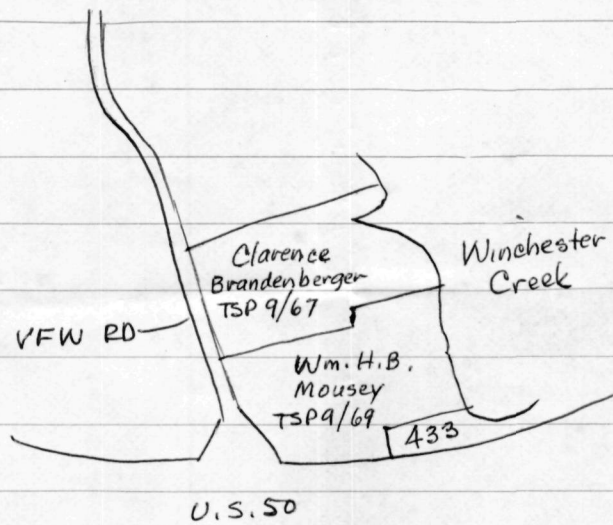 Clarence
Brandenberger
TSP 9/67
Winchester
Creek
VFW RD
Wm. H.B.
Mousey
TSP 9/69
433
U.S. 50